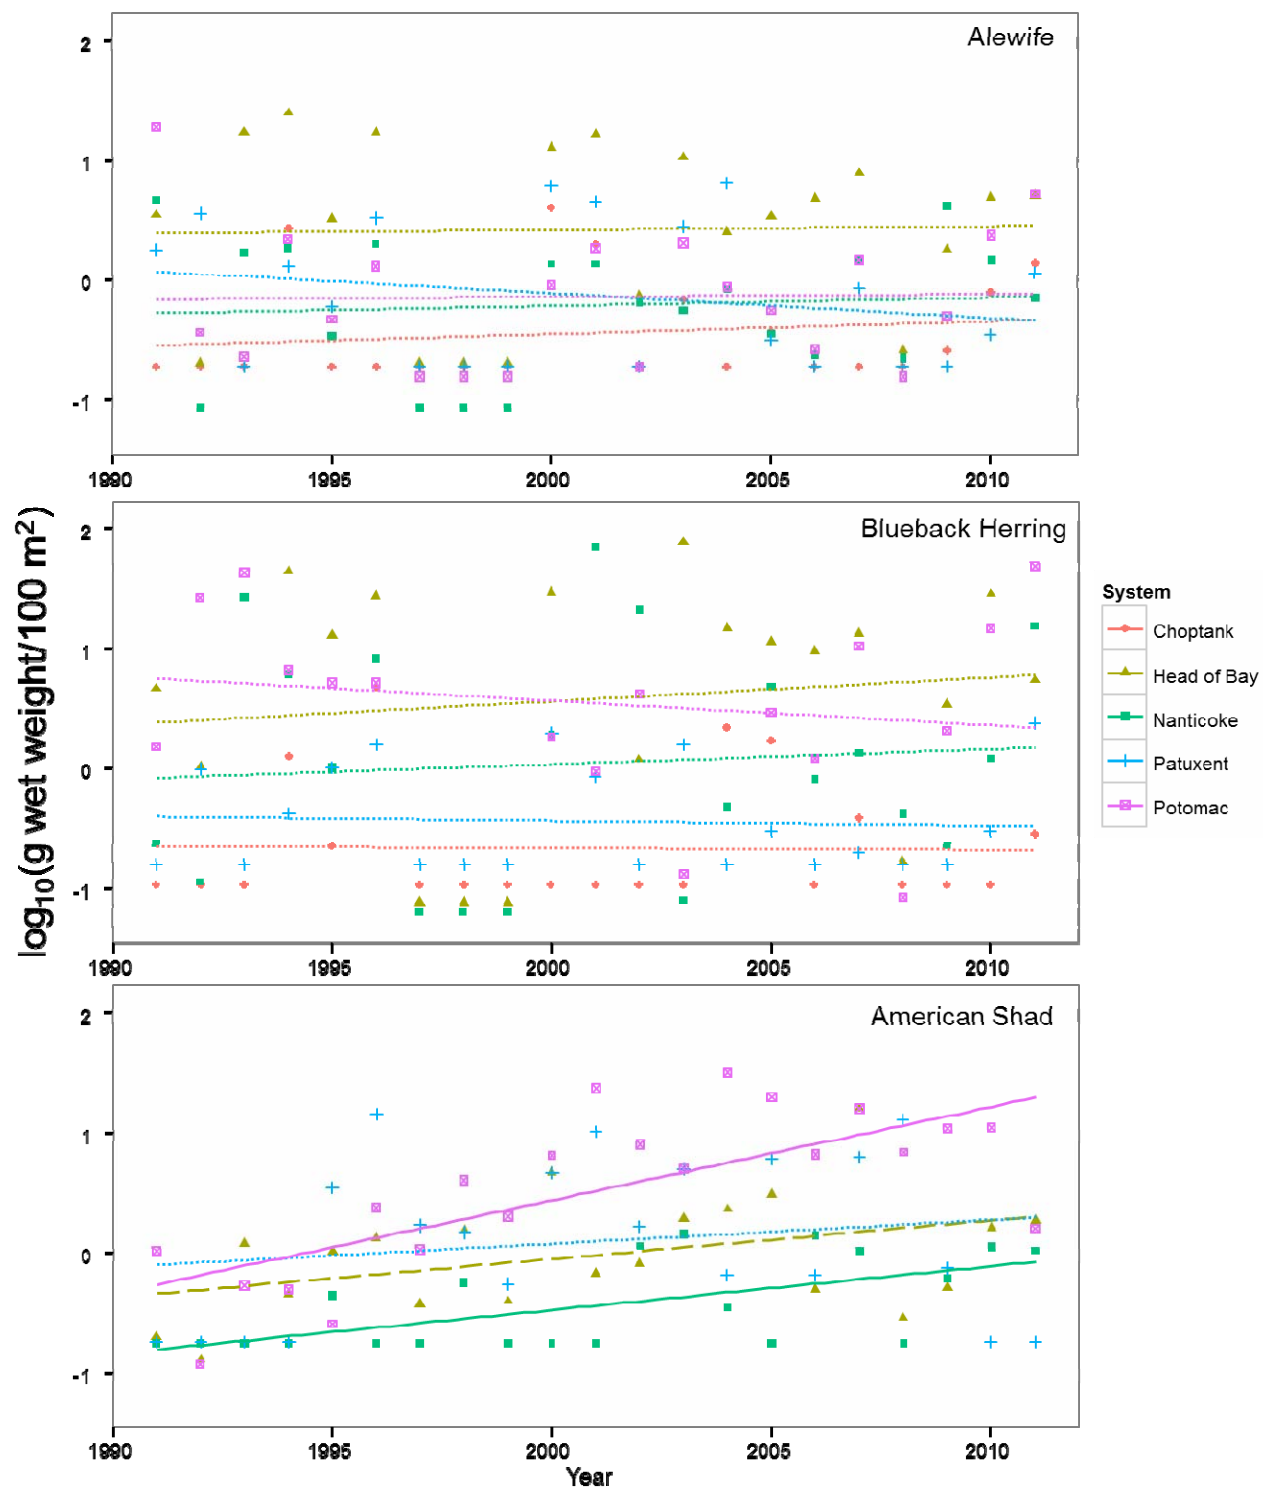 Alewife
2
1
0
-1
1990 1995 2000 2005 2010
Blueback Herring
2
1
0
-1
1990 1995 2000 2005 2010
American Shad
2
1
0
-1
1990 1995 2000 2005 2010
Year
log10(g wet weight/100 m²)
System
Choptank
Head of Bay
Nanticoke
Patuxent
Potomac